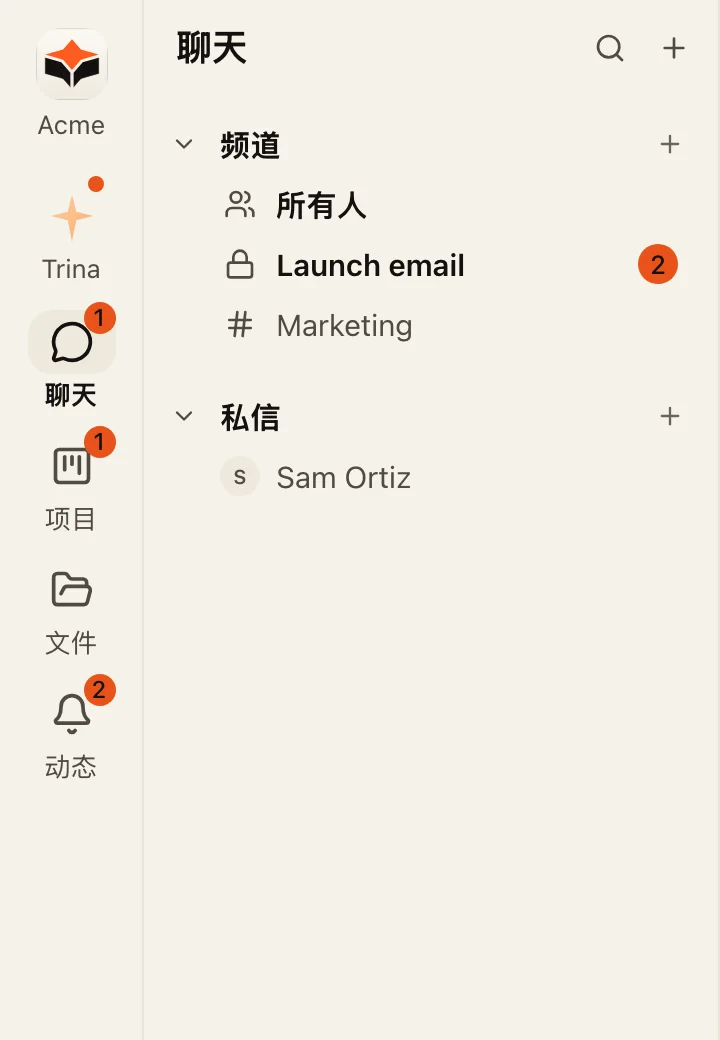 Acme
Trina
1
聊天
1
项目
文件
2
动态
聊天
频道
所有人
Launch email
2
Marketing
私信
S
Sam Ortiz